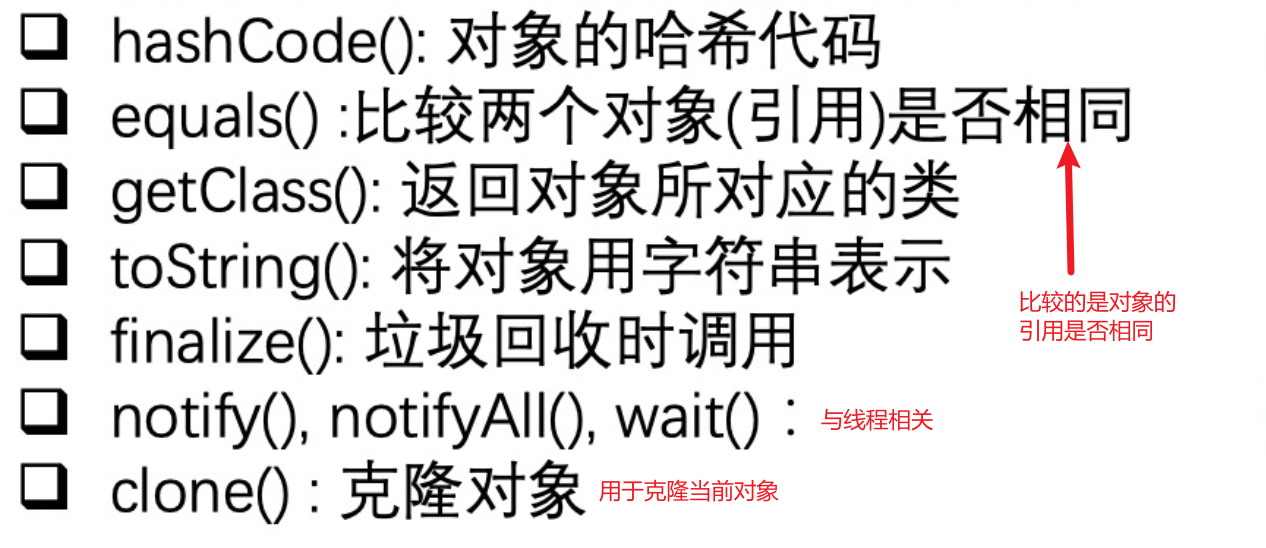 hashCode(): 对象的哈希代码
equals() :比较两个对象(引用)是否相同
getClass(): 返回对象所对应的类
toString(): 将对象用字符串表示
比较的是对象的
引用是否相同
finalize(): 垃圾回收时调用
notify(), notifyAll(), wait() : 与线程相关
clone() : 克隆对象 用于克隆当前对象